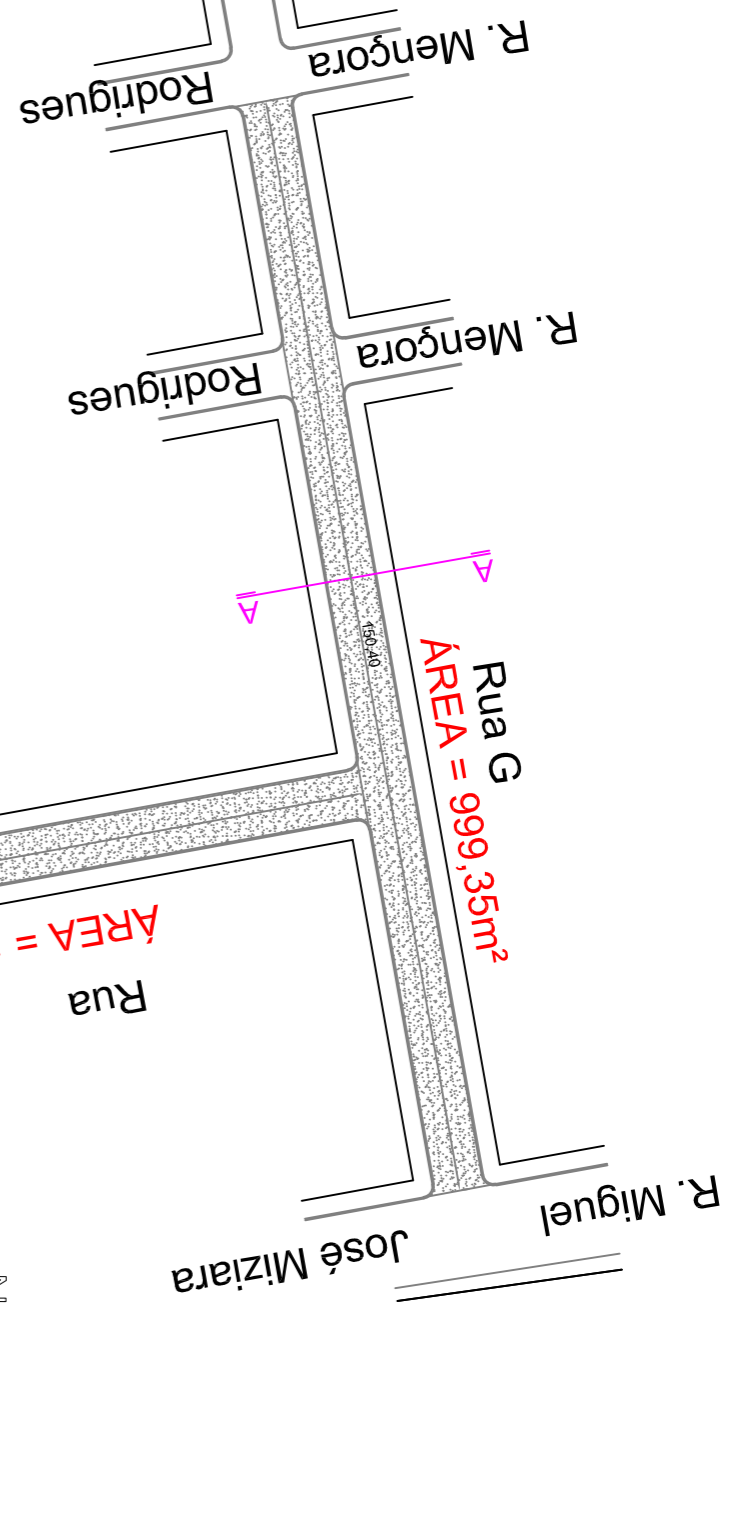 R. Mençora
Rodrigues
R. Mençora
Rodrigues
A
A
150,40
Rua G
ÁREA = 999,35m²
ÁREA =
Rua
R. Miguel
José Miziara